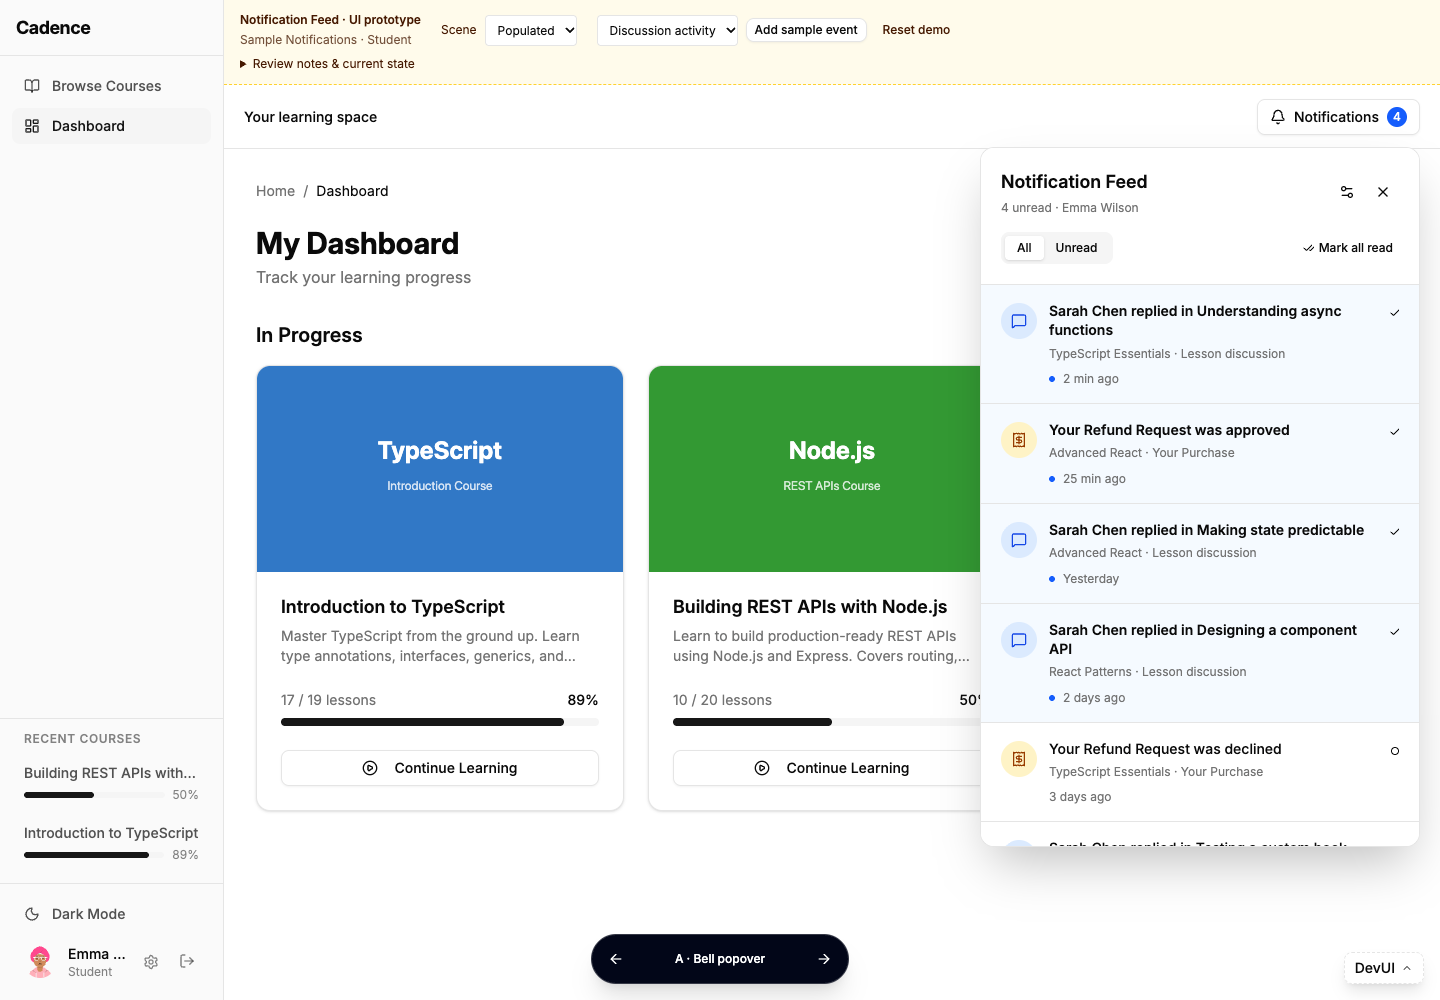 Cadence
Browse Courses
Dashboard
RECENT COURSES
Building REST APIs with...
50%
Introduction to TypeScript
89%
Dark Mode
Emma ...
Student
Notification Feed · UI prototype
Sample Notifications · Student
Scene
Populated
Discussion activity
Add sample event
Reset demo
Review notes & current state
Your learning space
Notifications
4
Home / Dashboard
My Dashboard
Track your learning progress
In Progress
TypeScript
Introduction Course
Introduction to TypeScript
Master TypeScript from the ground up. Learn
type annotations, interfaces, generics, and...
17 / 19 lessons
89%
Continue Learning
Node.js
REST APIs Course
Building REST APIs with Node.js
Learn to build production-ready REST APIs
using Node.js and Express. Covers routing,...
10 / 20 lessons
50%
Continue Learning
Notification Feed
4 unread · Emma Wilson
All
Unread
Mark all read
Sarah Chen replied in Understanding async
functions
TypeScript Essentials · Lesson discussion
2 min ago
Your Refund Request was approved
Advanced React · Your Purchase
25 min ago
Sarah Chen replied in Making state predictable
Advanced React · Lesson discussion
Yesterday
Sarah Chen replied in Designing a component
API
React Patterns · Lesson discussion
2 days ago
Your Refund Request was declined
TypeScript Essentials · Your Purchase
3 days ago
Sarah Chen replied in Testing a custom hook
A · Bell popover
DevUI